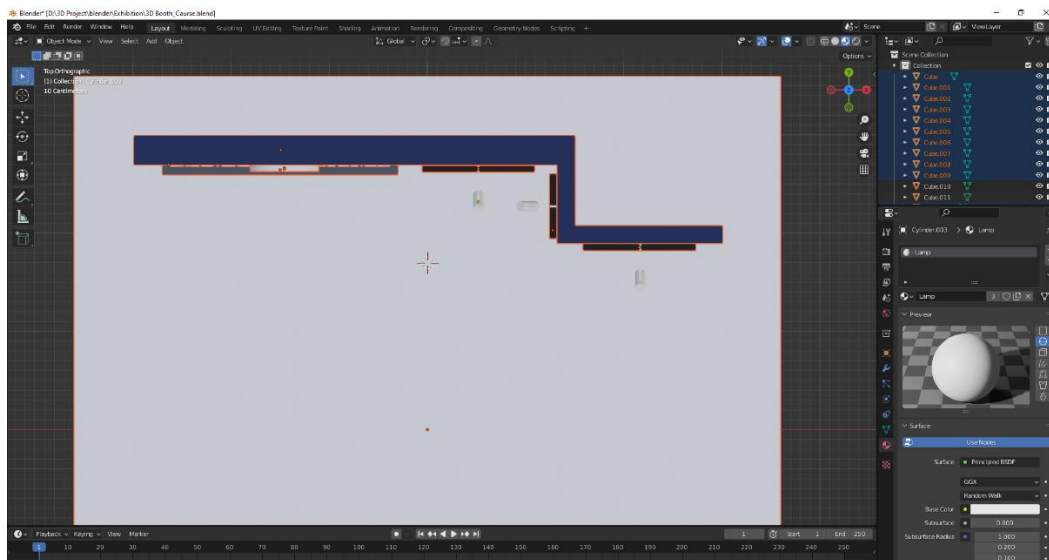 Blender* [D:\3D Project\blender\Exhibition\3D Booth_Caurse.blend]
File Edit Render Window Help Layout Modeling Sculpting UV Editing Texture Paint Shading Animation Rendering Compositing Geometry Nodes Scripting + Scene ViewLayer
Object Mode View Select Add Object Global
Options
Top Orthographic
(1) Collection
10 Centimeters
Scene Collection
Collection
Cube
Cube.001
Cube.002
Cube.003
Cube.004
Cube.005
Cube.006
Cube.007
Cube.008
Cube.009
Cube.010
Cube.011
Cylinder.003 > Lamp
Lamp
Lamp 3
Preview
Surface
Use Nodes
Surface Principled BSDF
GGX
Random Walk
Base Color
Subsurface 0.000
Subsurface Radius 1.000
0.200
0.100
Playback Keying View Marker 1 Start 1 End 250
1 10 20 30 40 50 60 70 80 90 100 110 120 130 140 150 160 170 180 190 200 210 220 230 240 250